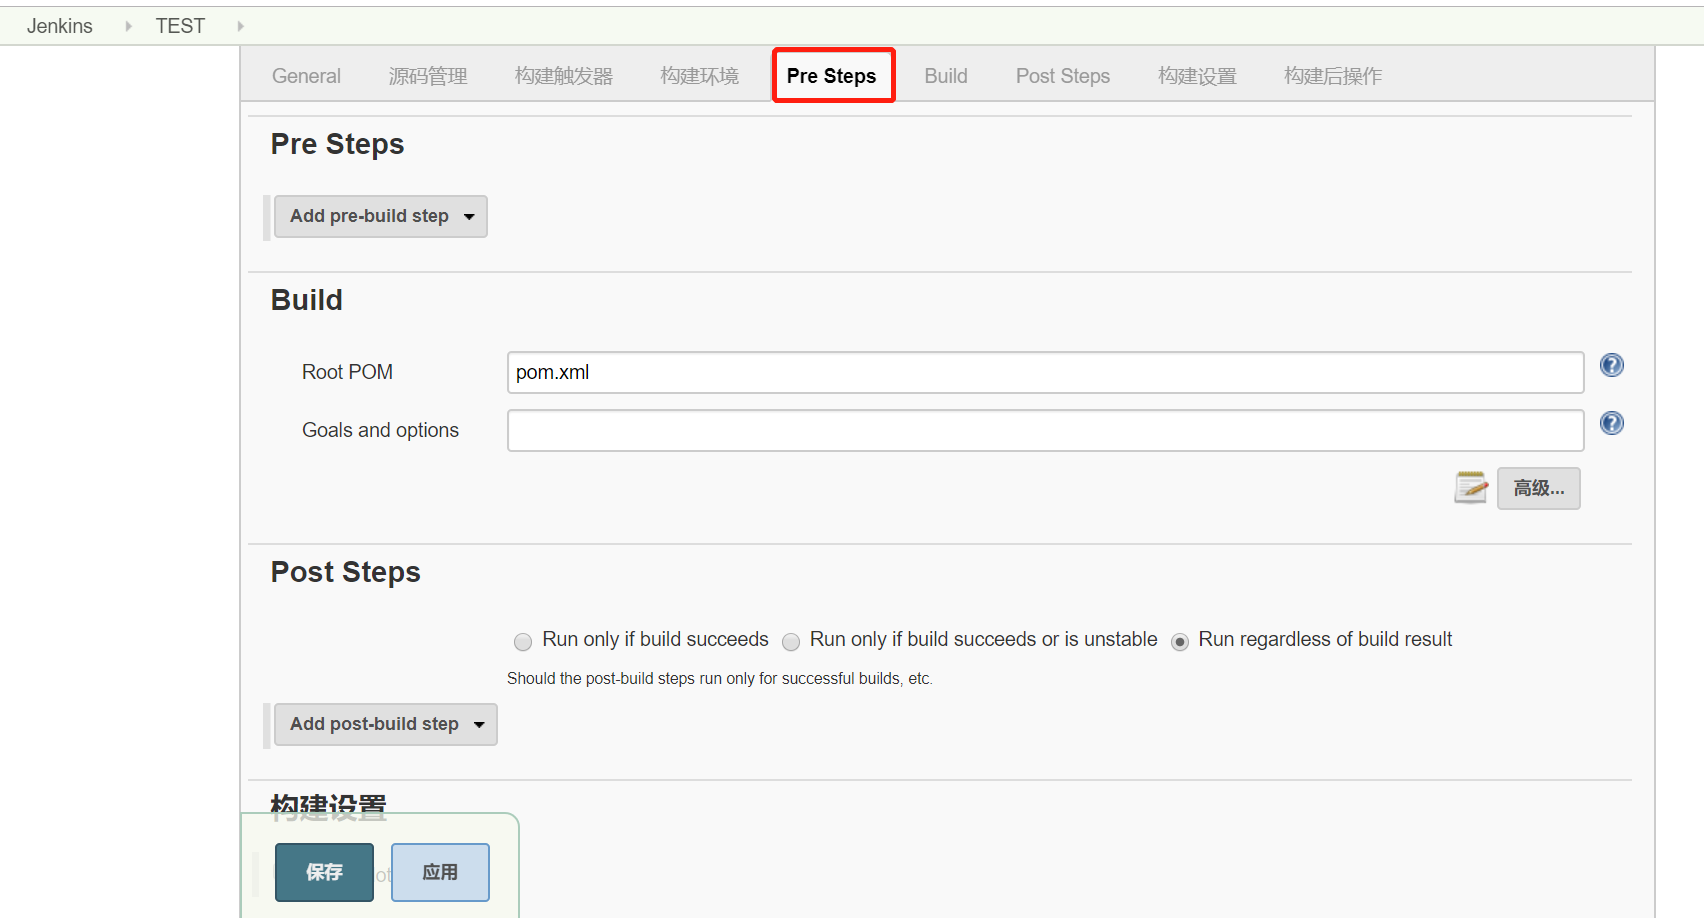 Jenkins TEST
General 源码管理 构建触发器 构建环境 Pre Steps Build Post Steps 构建设置 构建后操作
Pre Steps
Add pre-build step
Build
Root POM pom.xml
Goals and options
高级...
Post Steps
Run only if build succeeds Run only if build succeeds or is unstable Run regardless of build result
Should the post-build steps run only for successful builds, etc.
Add post-build step
构建设置
保存 应用